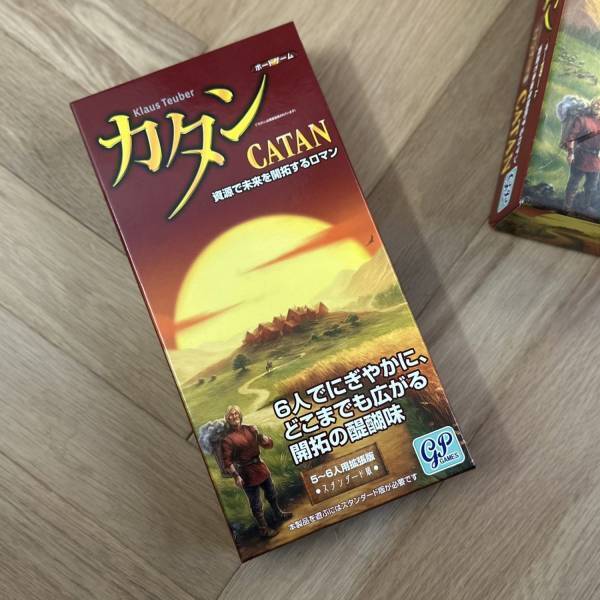 ボードゲーム
Klaus Teuber
カタン
CATAN
資源で未来を開拓するロマン
6人でにぎやかに、
どこまでも広がる
開拓の醍醐味
5〜6人用拡張版
●スタンダード版●
本製品を遊ぶにはスタンダード版が必要です
GP
GAMES
CATAN
GP